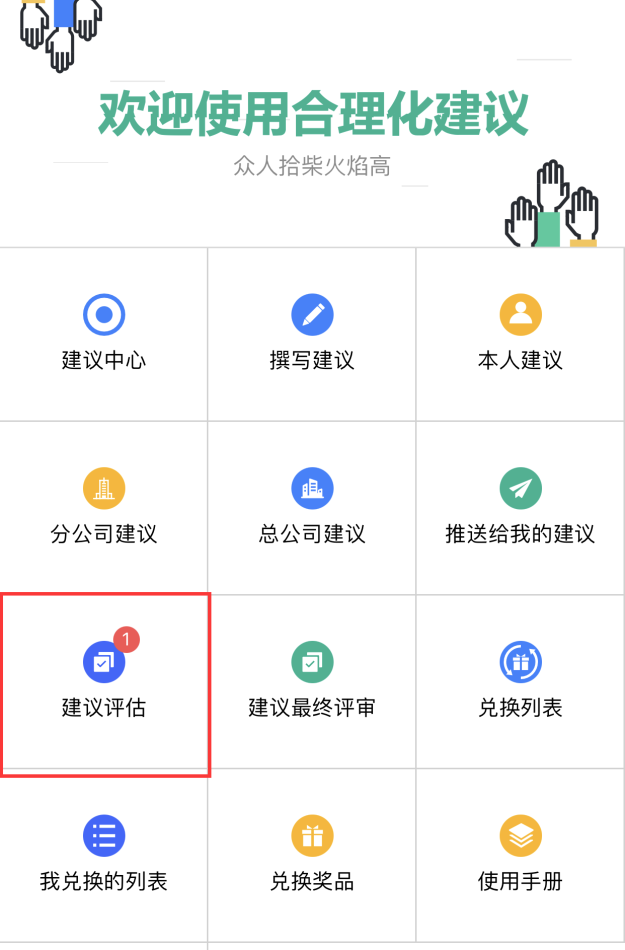 欢迎使用合理化建议
众人拾柴火焰高
建议中心
撰写建议
本人建议
分公司建议
总公司建议
推送给我的建议
1
建议评估
建议最终评审
兑换列表
我兑换的列表
兑换奖品
使用手册